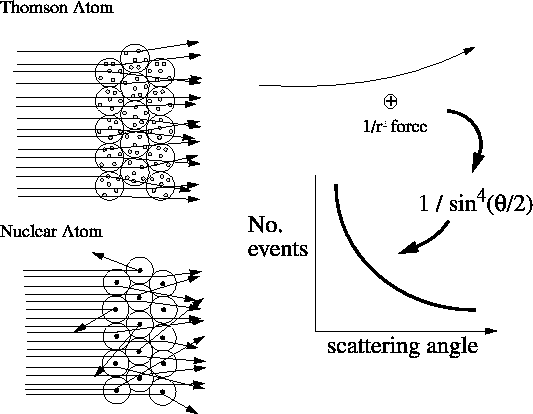 Thomson Atom
+
1/r² force
1 / sin⁴(θ/2)
No.
events
scattering angle
Nuclear Atom